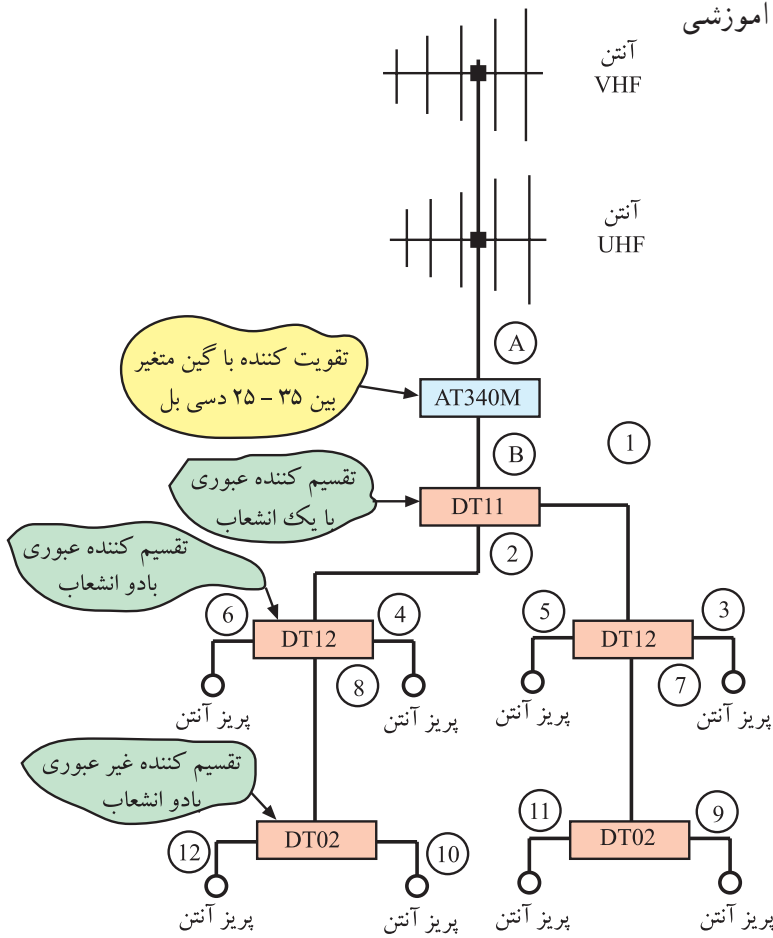 اموزشی
آنتن
VHF
آنتن
UHF
A
تقویت کننده با گین متغیر
بین ۳۵ – ۲۵ دسی بل
AT340M
1
B
تقسیم کننده عبوری
با یک انشعاب
DT11
2
تقسیم کننده عبوری
بادو انشعاب
6
4
5
3
DT12
DT12
8
7
پریز آنتن
پریز آنتن
پریز آنتن
پریز آنتن
تقسیم کننده غیر عبوری
بادو انشعاب
12
10
11
9
DT02
DT02
پریز آنتن
پریز آنتن
پریز آنتن
پریز آنتن